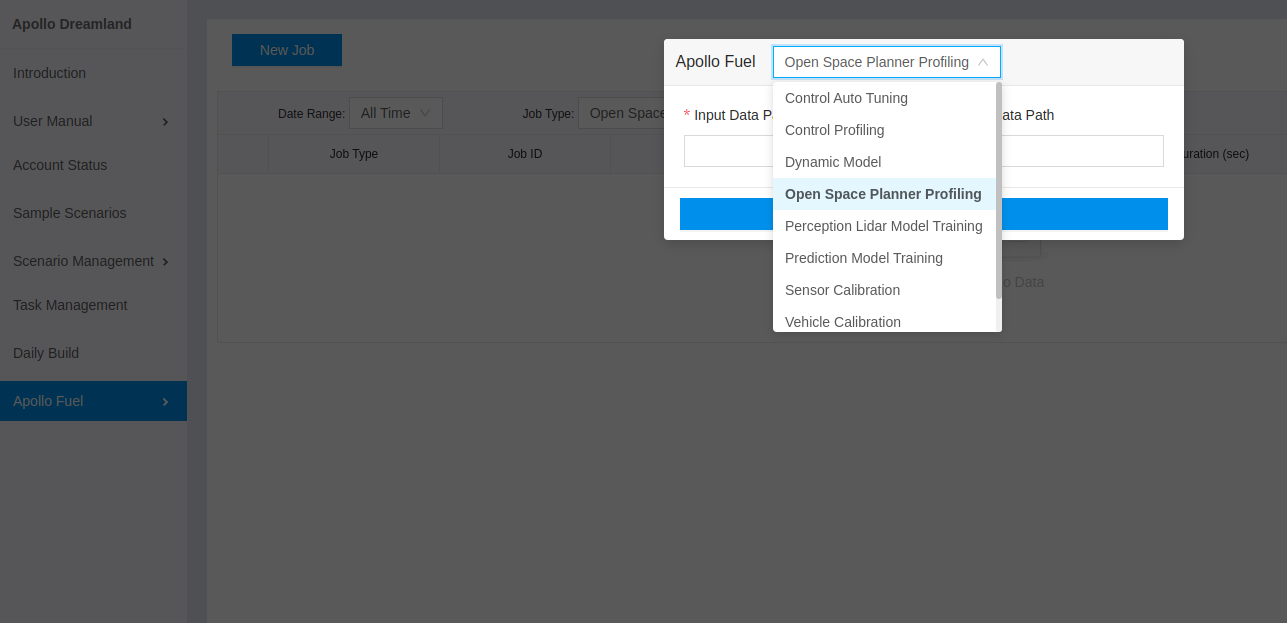 Apollo Dreamland
Introduction
User Manual
Account Status
Sample Scenarios
Scenario Management
Task Management
Daily Build
Apollo Fuel
New Job
Date Range: All Time Job Type: Open Space
Job Type Job ID
Apollo Fuel Open Space Planner Profiling
* Input Data Data Path
Control Auto Tuning
Control Profiling
Dynamic Model
Open Space Planner Profiling
Perception Lidar Model Training
Prediction Model Training
Sensor Calibration
Vehicle Calibration
(sec)
Data